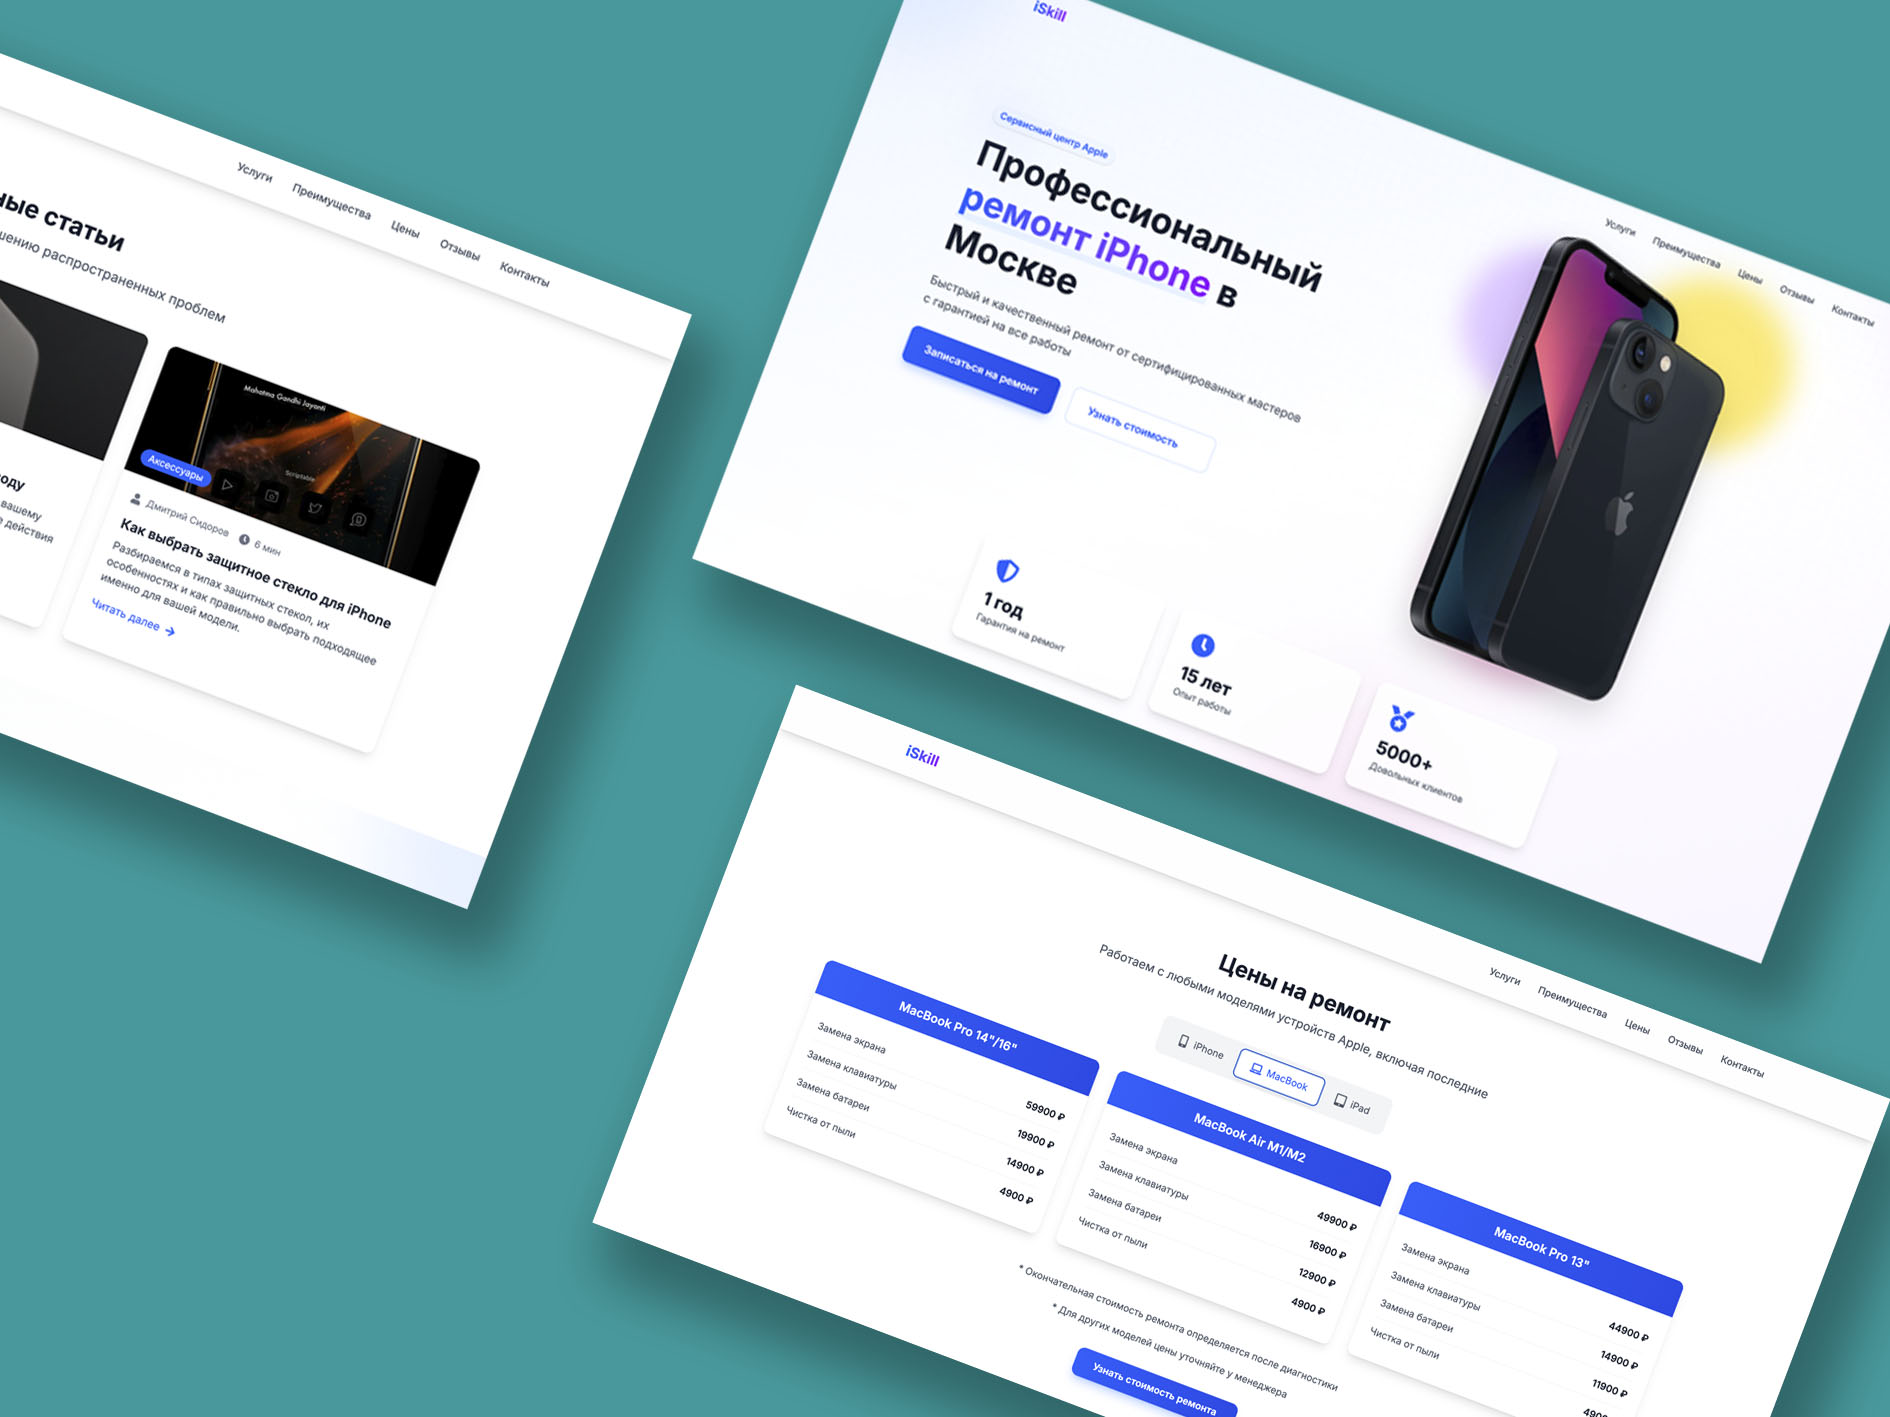 Услуги
Преимущества
Цены
Отзывы
Контакты
статьи
распространенных проблем
вашему
действия
Mahatma Gandhi Jayanti
Scriptable
Аксессуары
Дмитрий Сидоров
6 мин
Как выбрать защитное стекло для iPhone
Разбираемся в типах защитных стекол, их
особенностях и как правильно выбрать подходящее
именно для вашей модели.
Читать далее
iSkill
Услуги
Преимущества
Цены
Отзывы
Контакты
Сервисный центр Apple
Профессиональный
ремонт iPhone в
Москве
Быстрый и качественный ремонт от сертифицированных мастеров
с гарантией на все работы
Записаться на ремонт
Узнать стоимость
1 год
Гарантия на ремонт
15 лет
Опыт работы
5000+
Довольных клиентов
iSkill
Услуги
Преимущества
Цены
Отзывы
Контакты
Цены на ремонт
Работаем с любыми моделями устройств Apple, включая последние
iPhone
MacBook
iPad
MacBook Pro 14"/16"
Замена экрана
59900 ₽
Замена клавиатуры
19900 ₽
Замена батареи
14900 ₽
Чистка от пыли
4900 ₽
MacBook Air M1/M2
Замена экрана
49900 ₽
Замена клавиатуры
16900 ₽
Замена батареи
12900 ₽
Чистка от пыли
4900 ₽
MacBook Pro 13"
Замена экрана
44900 ₽
Замена клавиатуры
14900 ₽
Замена батареи
11900 ₽
Чистка от пыли
* Окончательная стоимость ремонта определяется после диагностики
* Для других моделей цены уточняйте у менеджера
Узнать стоимость ремонта